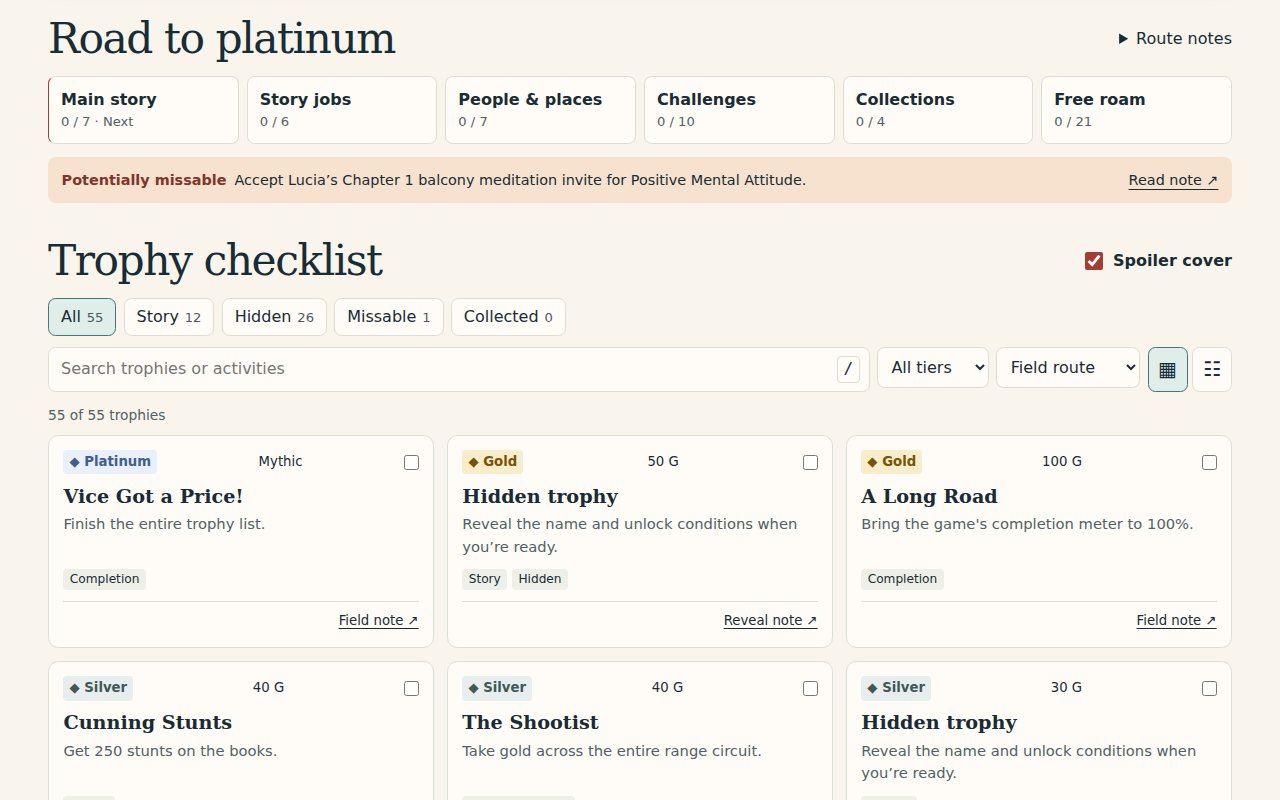 Road to platinum
▶ Route notes
Main story
0 / 7 · Next
Story jobs
0 / 6
People & places
0 / 7
Challenges
0 / 10
Collections
0 / 4
Free roam
0 / 21
Potentially missable Accept Lucia’s Chapter 1 balcony meditation invite for Positive Mental Attitude.
Read note ↗
Trophy checklist
Spoiler cover
All 55
Story 12
Hidden 26
Missable 1
Collected 0
Search trophies or activities
/
All tiers
Field route
55 of 55 trophies
◆ Platinum
Mythic
Vice Got a Price!
Finish the entire trophy list.
Completion
Field note ↗
◆ Gold
50 G
Hidden trophy
Reveal the name and unlock conditions when
you’re ready.
Story
Hidden
Reveal note ↗
◆ Gold
100 G
A Long Road
Bring the game's completion meter to 100%.
Completion
Field note ↗
◆ Silver
40 G
Cunning Stunts
Get 250 stunts on the books.
◆ Silver
40 G
The Shootist
Take gold across the entire range circuit.
◆ Silver
30 G
Hidden trophy
Reveal the name and unlock conditions when
you’re ready.